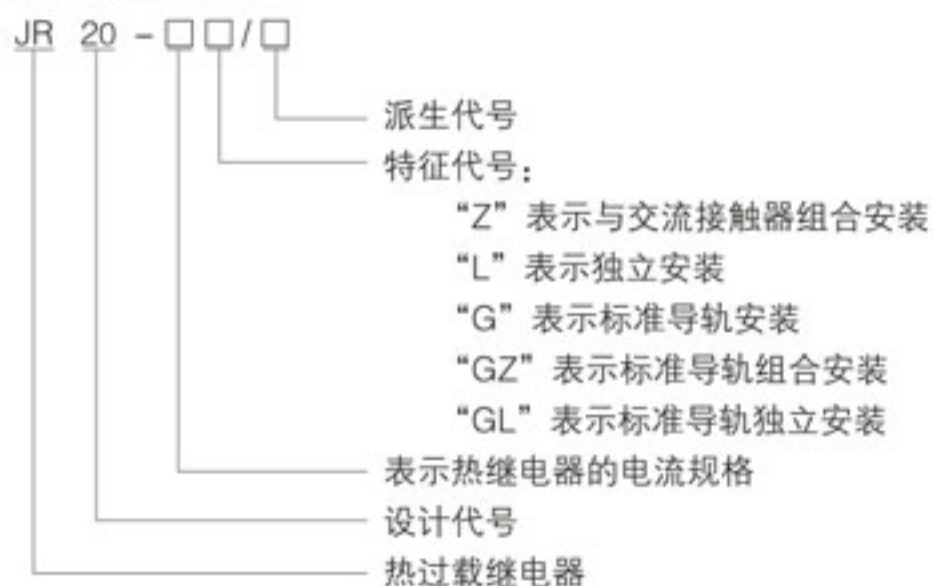 JR 20 - □ □ / □
派生代号
特征代号：
“Z” 表示与交流接触器组合安装
“L” 表示独立安装
“G” 表示标准导轨安装
“GZ” 表示标准导轨组合安装
“GL” 表示标准导轨独立安装
表示热继电器的电流规格
设计代号
热过载继电器